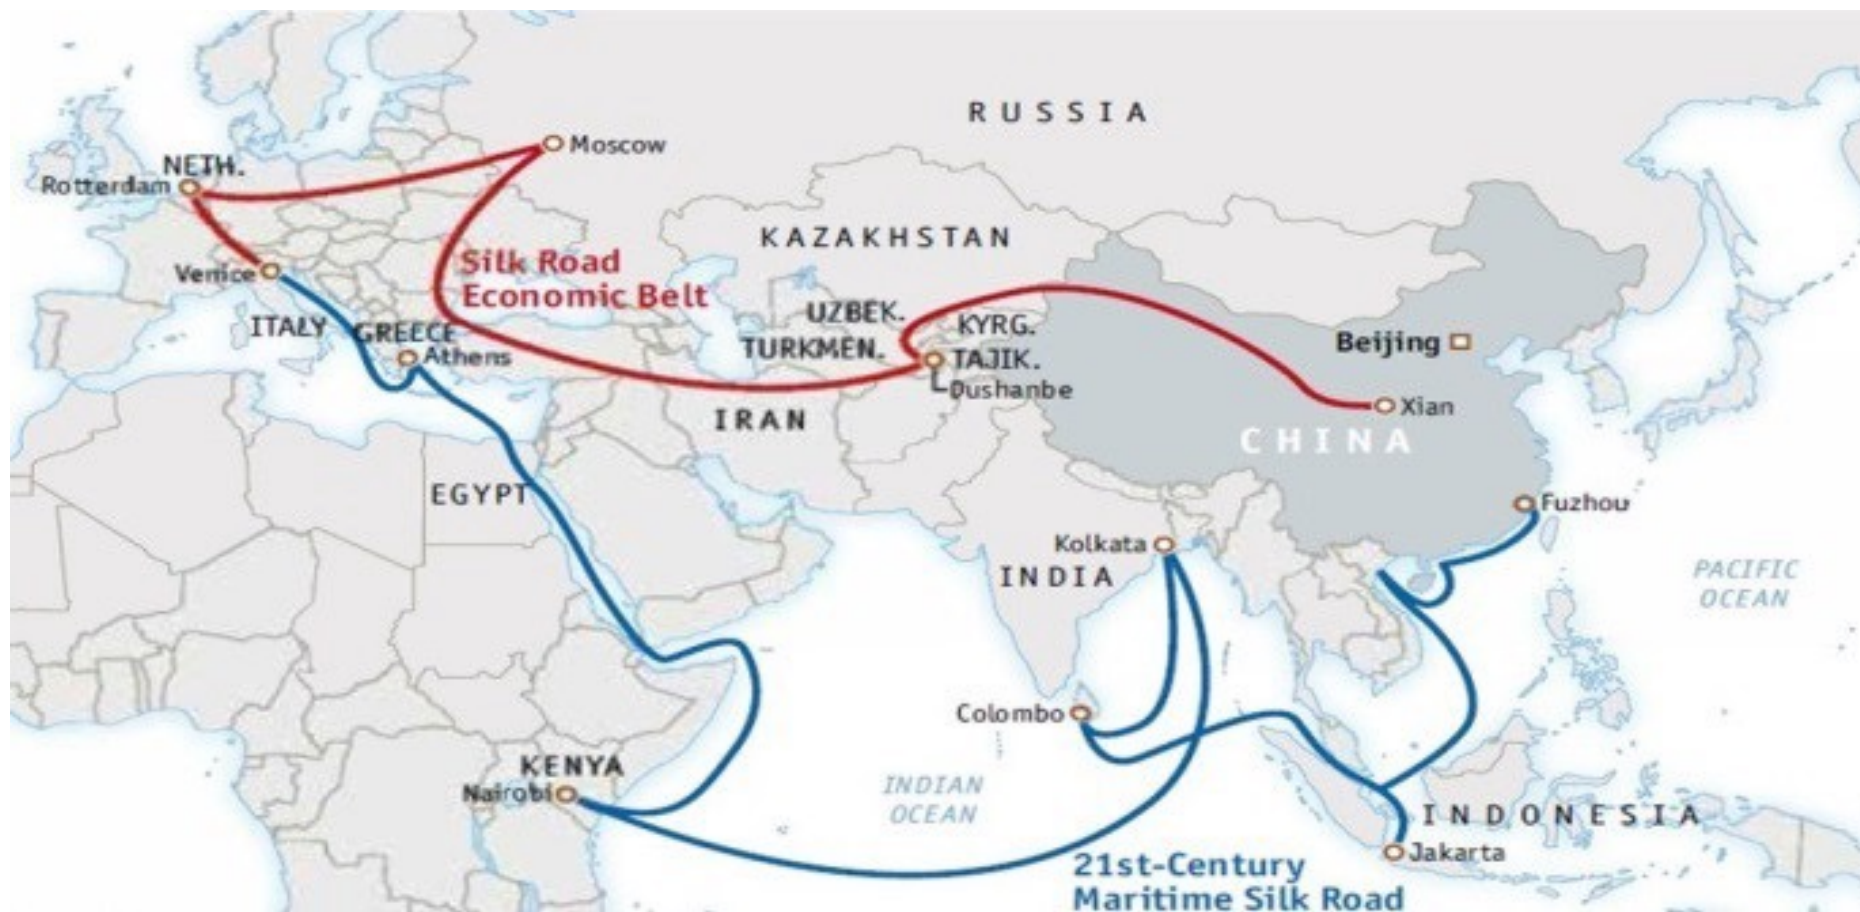 RUSSIA
Moscow
NETH.
Rotterdam
KAZAKHSTAN
Venice
Silk Road
Economic Belt
UZBEK.
KYRG.
ITALY
GREECE
Athens
TURKMEN.
TAJIK.
Dushanbe
Beijing
Xian
IRAN
CHINA
EGYPT
Fuzhou
Kolkata
INDIA
PACIFIC
OCEAN
Colombo
KENYA
Nairobi
INDIAN
OCEAN
INDONESIA
Jakarta
21st-Century
Maritime Silk Road